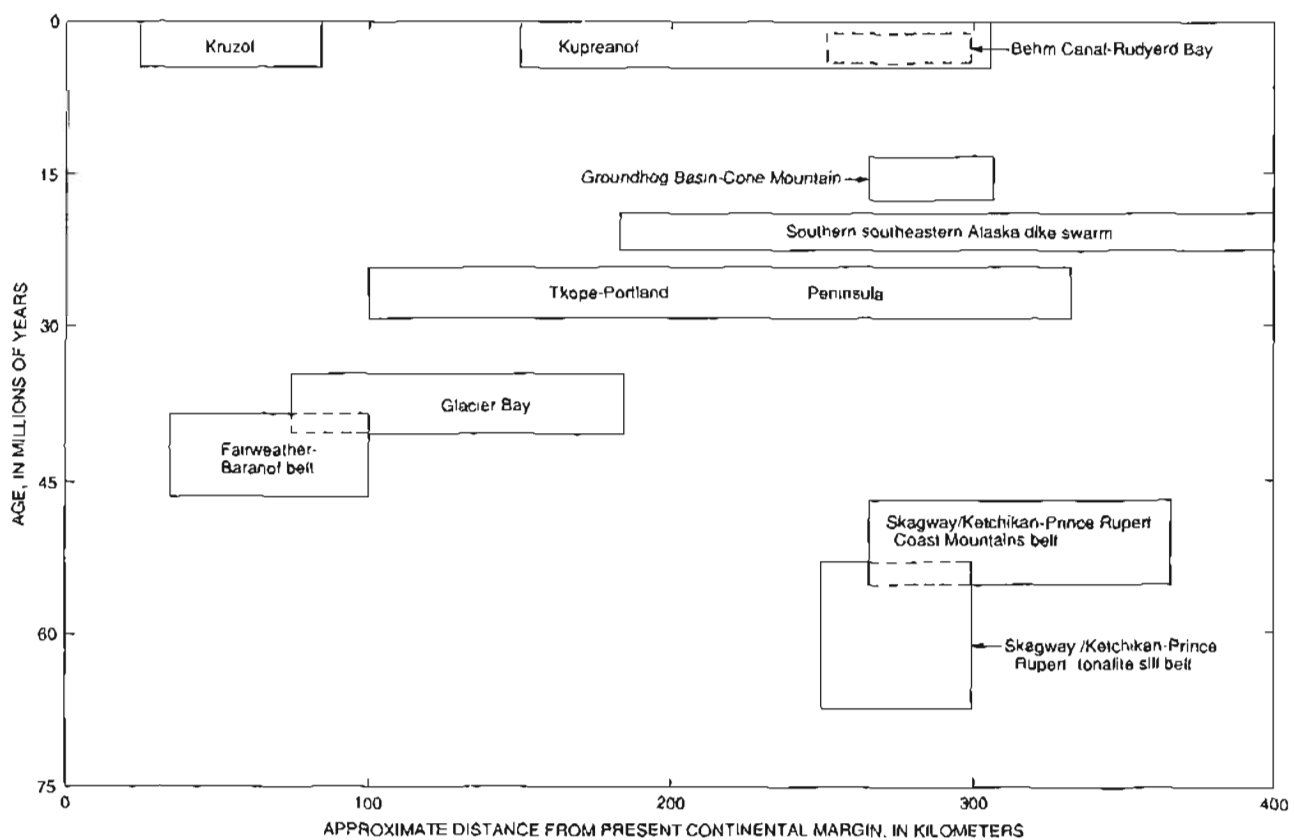 0
Kruzof
Kupreanof
Behm Canal-Rudyerd Bay
15
Groundhog Basin-Cone Mountain
Southern southeastern Alaska dike swarm
Tkope-Portland Peninsula
30
Glacier Bay
Fairweather-
Baranof belt
45
Skagway/Ketchikan-Prince Rupert
Coast Mountains belt
60
Skagway/Ketchikan-Prince
Rupert tonalite sill belt
75
AGE, IN MILLIONS OF YEARS
0 100 200 300 400
APPROXIMATE DISTANCE FROM PRESENT CONTINENTAL MARGIN, IN KILOMETERS